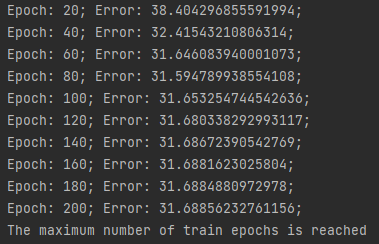 Epoch: 20; Error: 38.404296855591994;
Epoch: 40; Error: 32.41543210806314;
Epoch: 60; Error: 31.646083940001073;
Epoch: 80; Error: 31.594789938554108;
Epoch: 100; Error: 31.653254744542636;
Epoch: 120; Error: 31.680338292993117;
Epoch: 140; Error: 31.68672390542769;
Epoch: 160; Error: 31.6881623025804;
Epoch: 180; Error: 31.6884880972978;
Epoch: 200; Error: 31.68856232761156;
The maximum number of train epochs is reached